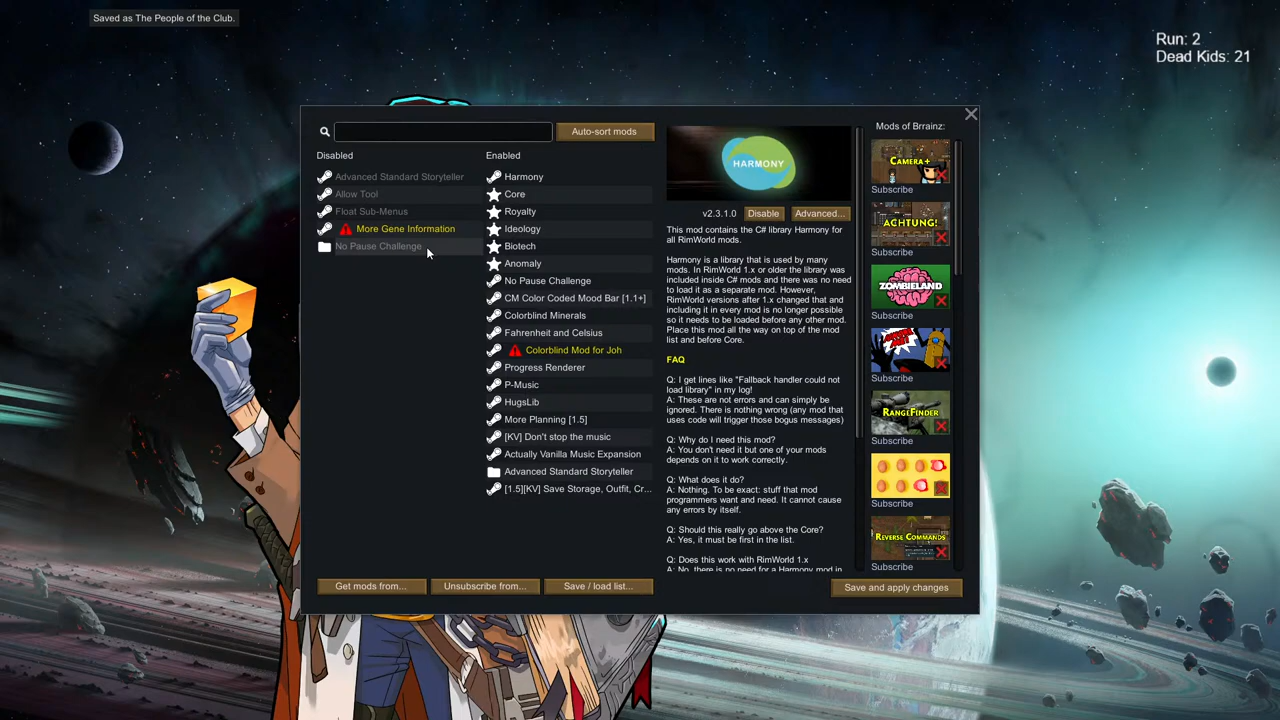 Saved as The People of the Club.
Run: 2
Dead Kids: 21
Auto-sort mods
Mods of Brrainz:
Disabled
Advanced Standard Storyteller
Allow Tool
Float Sub-Menus
More Gene Information
No Pause Challenge
Enabled
Harmony
Core
Royalty
Ideology
Biotech
Anomaly
No Pause Challenge
CM Color Coded Mood Bar [1.1+]
Colorblind Minerals
Fahrenheit and Celsius
Colorblind Mod for Joh
Progress Renderer
P-Music
HugsLib
More Planning [1.5]
[KV] Don't stop the music
Actually Vanilla Music Expansion
Advanced Standard Storyteller
[1.5][KV] Save Storage, Outfit, Cr...
HARMONY
v2.3.1.0
Disable
Advanced...
This mod contains the C# library Harmony for
all RimWorld mods.
Harmony is a library that is used by many
mods. In RimWorld 1.x or older the library was
included inside C# mods and there was no need
to load it as a separate mod. However,
RimWorld versions after 1.x changed that and
including it in every mod is no longer possible
so it needs to be loaded before any other mod.
Place this mod all the way on top of the mod
list and before Core.
FAQ
Q: I get lines like "Fallback handler could not
load library" in my log!
A: These are not errors and can simply be
ignored. There is nothing wrong (any mod that
uses code will trigger those bogus messages)
Q: Why do I need this mod?
A: You don't need it but one of your mods
depends on it to work correctly.
Q: What does it do?
A: Nothing. To be exact: stuff that mod
programmers want and need. It cannot cause
any errors by itself.
Q: Should this really go above the Core?
A: Yes, it must be first in the list.
Q: Does this work with RimWorld 1.x
A: No, there is no need for a Harmony mod in
CAMERA+
Subscribe
ACHTUNG!
Subscribe
ZOMBIELAND
Subscribe
Subscribe
RANGEFINDER
Subscribe
Subscribe
REVERSE COMMANDS
Subscribe
Get mods from...
Unsubscribe from...
Save / load list...
Save and apply changes